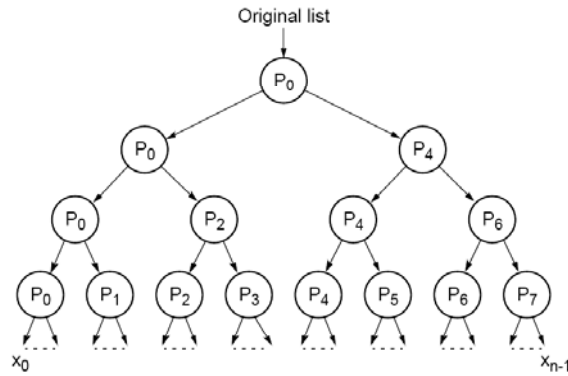 Original list
P0
P0 P4
P0 P2 P4 P6
P0 P1 P2 P3 P4 P5 P6 P7
x0 xn-1